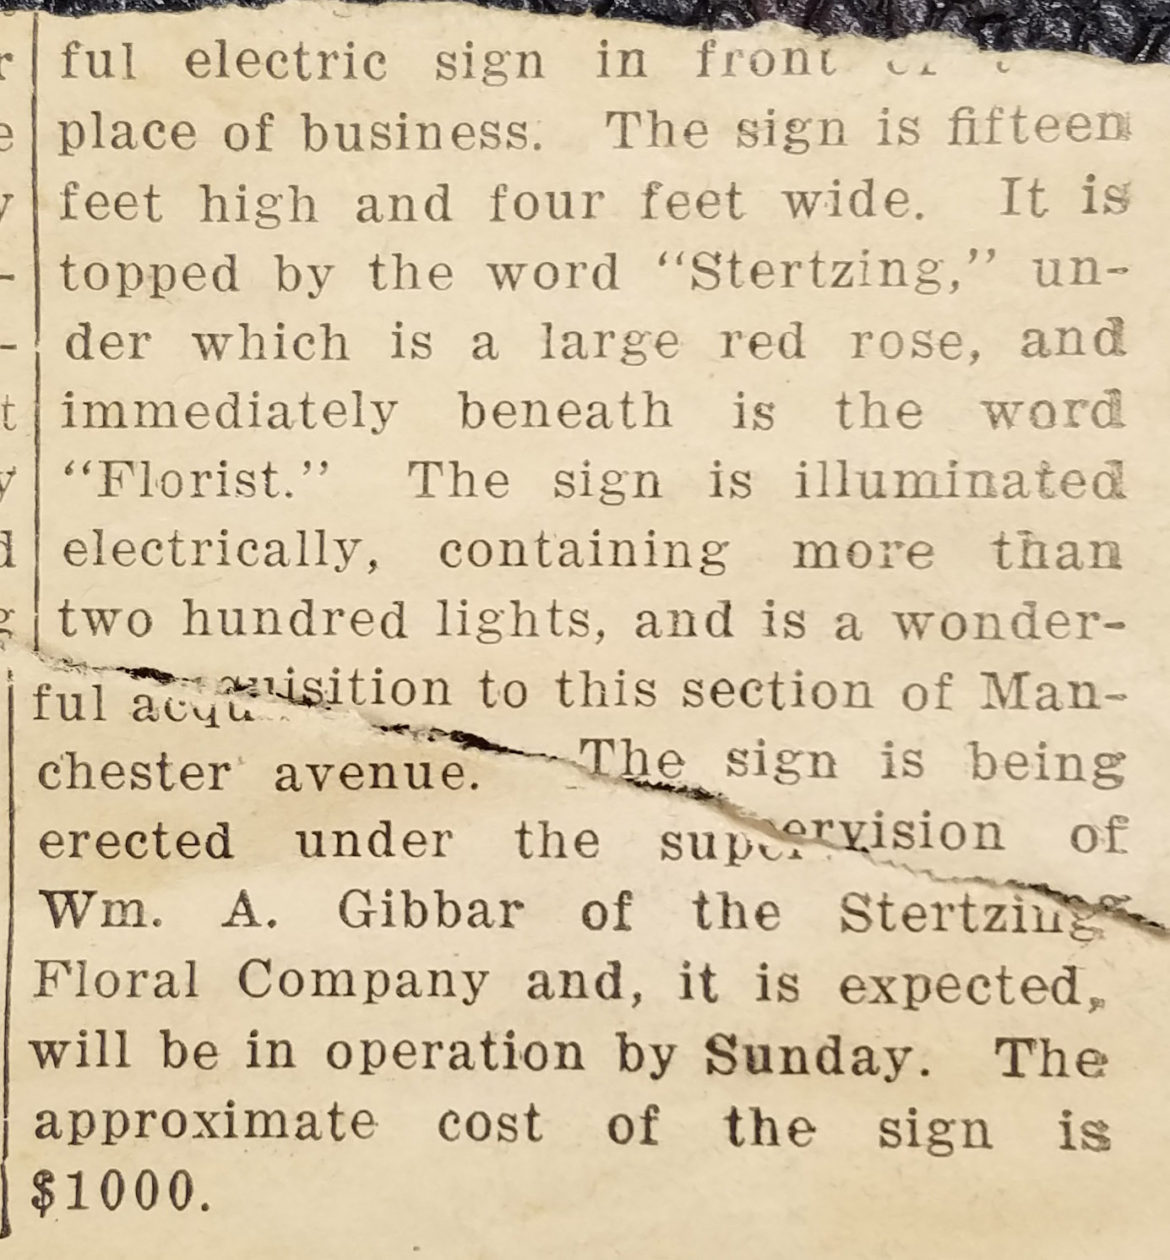 ful electric sign in front
place of business. The sign is fifteen
feet high and four feet wide. It is
topped by the word “Stertzing,” un-
der which is a large red rose, and
immediately beneath is the word
“Florist.” The sign is illuminated
electrically, containing more than
two hundred lights, and is a wonder-
ful acquisition to this section of Man-
chester avenue. The sign is being
erected under the supervision of
Wm. A. Gibbar of the Stertzing
Floral Company and, it is expected,
will be in operation by Sunday. The
approximate cost of the sign is
$1000.